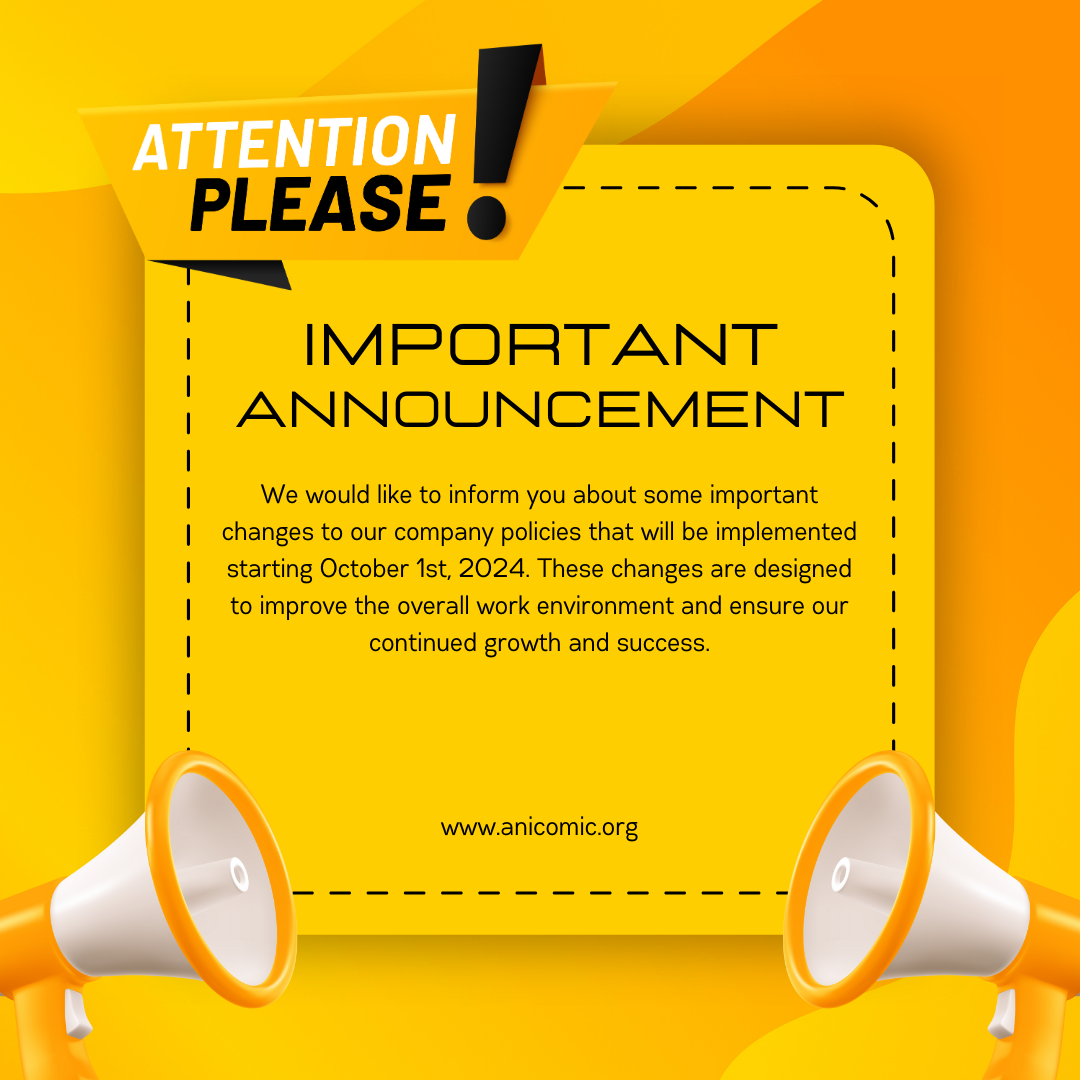 ATTENTION
PLEASE!
IMPORTANT
ANNOUNCEMENT
We would like to inform you about some important
changes to our company policies that will be implemented
starting October 1st, 2024. These changes are designed
to improve the overall work environment and ensure our
continued growth and success.
www.anicomic.org